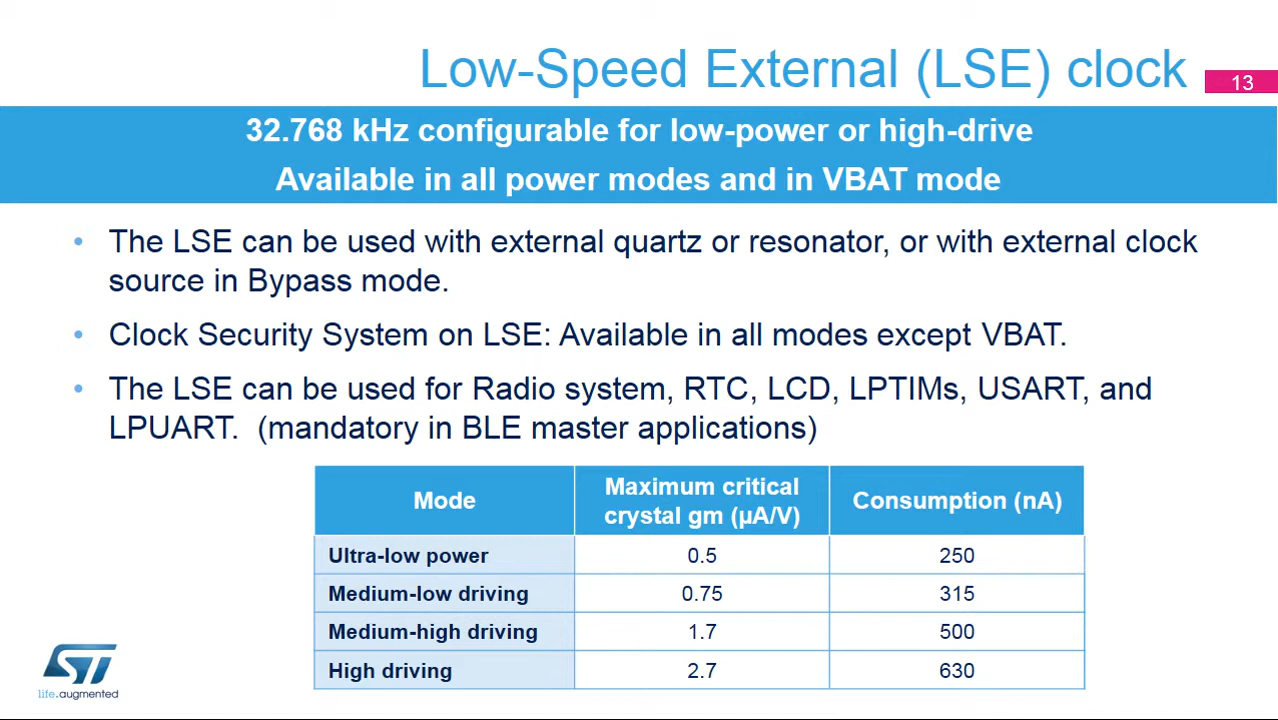 Low-Speed External (LSE) clock
13
32.768 kHz configurable for low-power or high-drive
Available in all power modes and in VBAT mode
• The LSE can be used with external quartz or resonator, or with external clock
source in Bypass mode.
• Clock Security System on LSE: Available in all modes except VBAT.
• The LSE can be used for Radio system, RTC, LCD, LPTIMs, USART, and
LPUART.  (mandatory in BLE master applications)
Mode
Maximum critical
crystal gm (µA/V)
Consumption (nA)
Ultra-low power 0.5 250
Medium-low driving 0.75 315
Medium-high driving 1.7 500
High driving 2.7 630
ST
life.augmented